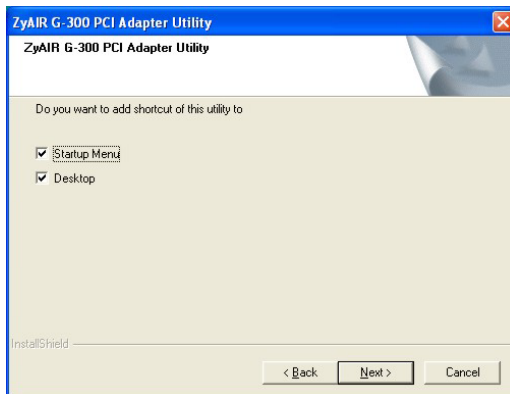 ZyAIR G-300 PCI Adapter Utility
ZyAIR G-300 PCI Adapter Utility
Do you want to add shortcut of this utility to
Startup Menu
Desktop
InstallShield
< Back Next > Cancel